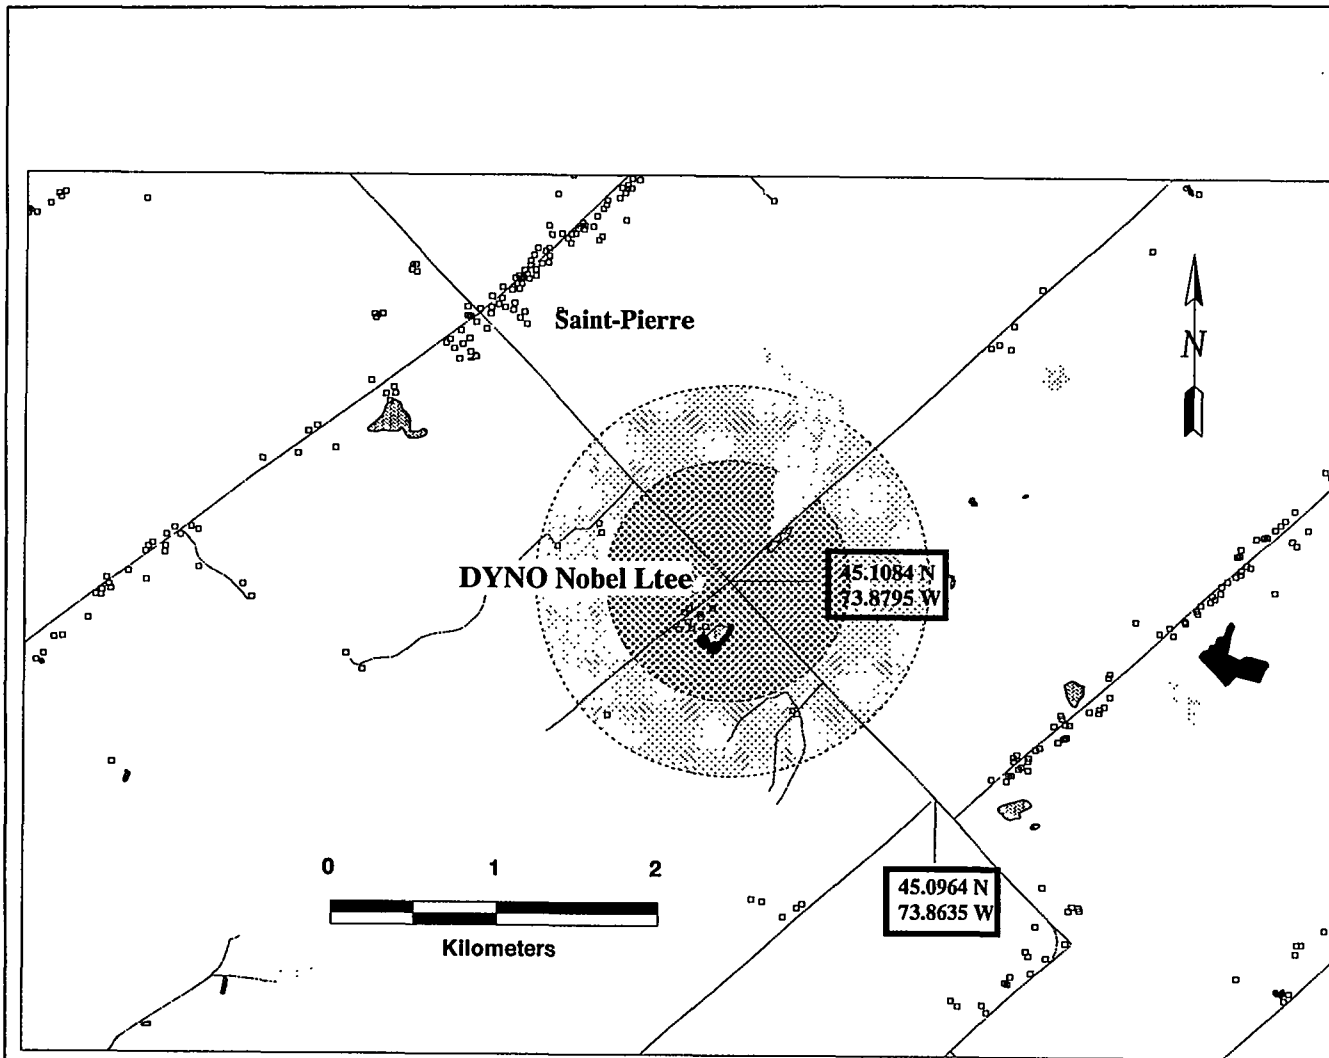 Saint-Pierre
N
DYNO Nobel Ltee
45.1084 N
73.8795 W
0 1 2
Kilometers
45.0964 N
73.8635 W